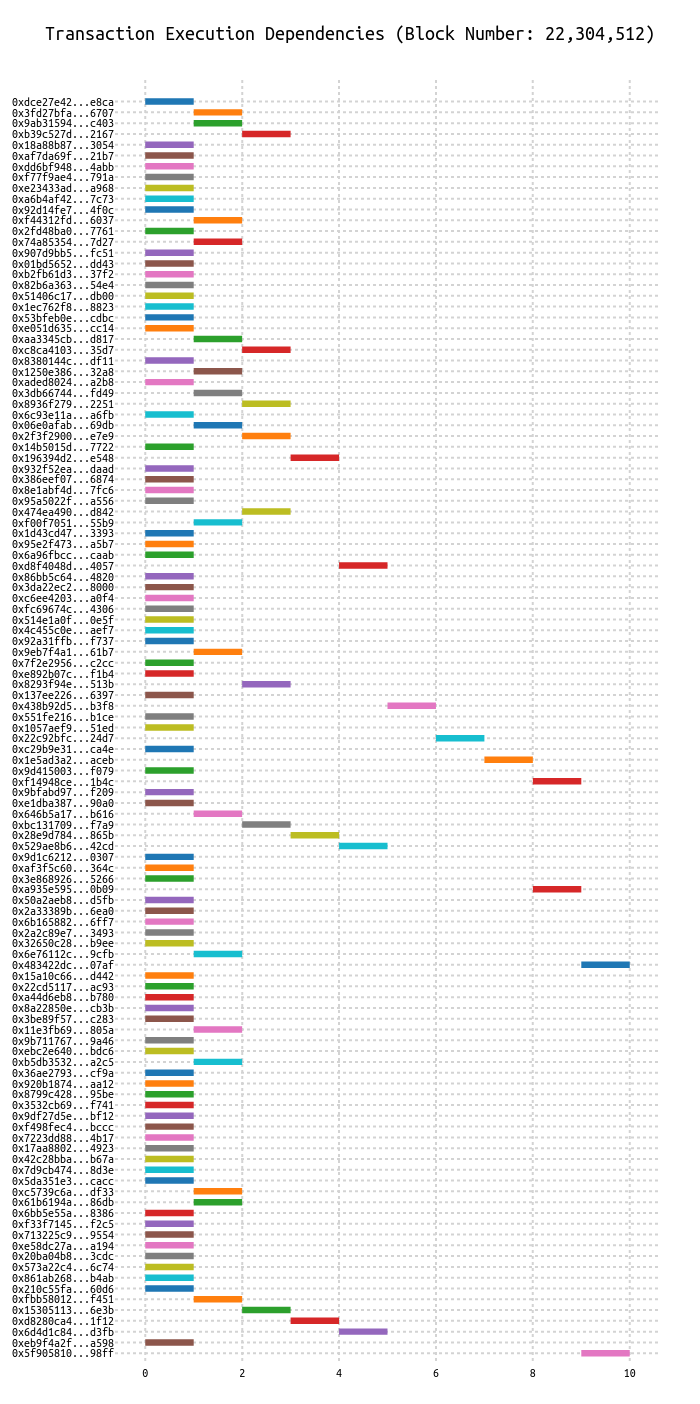 Transaction Execution Dependencies (Block Number: 22,304,512)
0xdce27e42...e8ca
0x3fd27bfa...6707
0x9ab31594...c403
0xb39c527d...2167
0x18a88b87...3054
0xaf7da69f...21b7
0xdd6bf948...4abb
0xf77f9ae4...791a
0xe23433ad...a968
0xa6b4af42...7c73
0x92d14fe7...4f0c
0xf44312fd...6037
0x2fd48ba0...7761
0x74a85354...7d27
0x907d9bb5...fc51
0x01bd5652...dd43
0xb2fb61d3...37f2
0x82b6a363...54e4
0x51406c17...db00
0x1ec762f8...8823
0x53bfeb0e...cdbc
0xe051d635...cc14
0xaa3345cb...d817
0xc8ca4103...35d7
0x8380144c...df11
0x1250e386...32a8
0xaded8024...a2b8
0x3db66744...fd49
0x8936f279...2251
0x6c93e11a...a6fb
0x06e0afab...69db
0x2f3f2900...e7e9
0x14b5015d...7722
0x196394d2...e548
0x932f52ea...daad
0x386eef07...6874
0x8e1abf4d...7fc6
0x95a5022f...a556
0x474ea490...d842
0xf00f7051...55b9
0x1d43cd47...3393
0x95e2f473...a5b7
0x6a96fbcc...caab
0xd8f4048d...4057
0x86bb5c64...4820
0x3da22ec2...8000
0xc6ee4203...a0f4
0xfc69674c...4306
0x514e1a0f...0e5f
0x4c455c0e...aef7
0x92a31ffb...f737
0x9eb7f4a1...61b7
0x7f2e2956...c2cc
0xe892b07c...f1b4
0x8293f94e...513b
0x137ee226...6397
0x438b92d5...b3f8
0x551fe216...b1ce
0x1057aef9...51ed
0x22c92bfc...24d7
0xc29b9e31...ca4e
0x1e5ad3a2...aceb
0x9d415003...f079
0xf14948ce...1b4c
0x9bfabd97...f209
0xe1dba387...90a0
0x646b5a17...b616
0xbc131709...f7a9
0x28e9d784...865b
0x529ae8b6...42cd
0x9d1c6212...0307
0xaf3f5c60...364c
0x3e868926...5266
0xa935e595...0b09
0x50a2aeb8...d5fb
0x2a33389b...6ea0
0x6b165882...6ff7
0x2a2c89e7...3493
0x32650c28...b9ee
0x6e76112c...9cfb
0x483422dc...07af
0x15a10c66...d442
0x22cd5117...ac93
0xa44d6eb8...b780
0x8a22850e...cb3b
0x3be89f57...c283
0x11e3fb69...805a
0x9b711767...9a46
0xebc2e640...bdc6
0xb5db3532...a2c5
0x36ae2793...cf9a
0x920b1874...aa12
0x8799c428...95be
0x3532cb69...f741
0x9df27d5e...bf12
0xf498fec4...bccc
0x7223dd88...4b17
0x17aa8802...4923
0x42c28bba...b67a
0x7d9cb474...8d3e
0x5da351e3...cacc
0xc5739c6a...df33
0x61b6194a...86db
0x6bb5e55a...8386
0xf33f7145...f2c5
0x713225c9...9554
0xe58dc27a...a194
0x20ba04b8...3cdc
0x573a22c4...6c74
0x861ab268...b4ab
0x210c55fa...60d6
0xfbb58012...f451
0x15305113...6e3b
0xd8280ca4...1f12
0x6d4d1c84...d3fb
0xeb9f4a2f...a598
0x5f905810...98ff
0 2 4 6 8 10